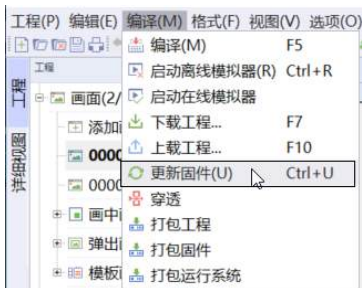 工程(P) 编辑(E) 编译(M) 格式(F) 视图(V) 选项(O)
编译(M) F5
启动离线模拟器(R) Ctrl+R
启动在线模拟器
下载工程... F7
上载工程... F10
更新固件(U) Ctrl+U
穿透
打包工程
打包固件
打包运行系统
工程
工程
详细视图
画面(2/
添加
0000
0000
画中
弹出
模板